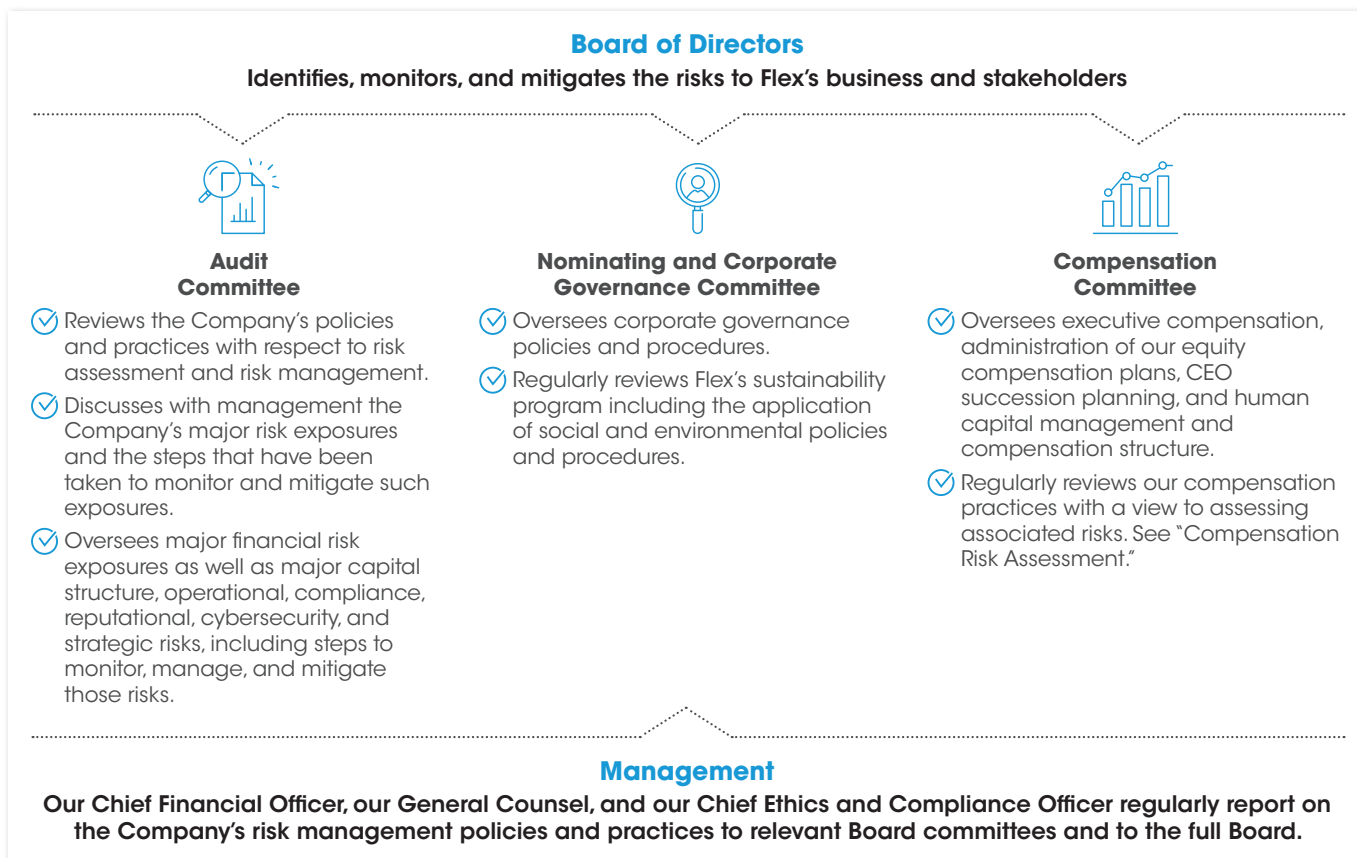 Board of Directors
Identifies, monitors, and mitigates the risks to Flex’s business and stakeholders
Audit
Committee
Reviews the Company’s policies
and practices with respect to risk
assessment and risk management.
Discusses with management the
Company’s major risk exposures
and the steps that have been
taken to monitor and mitigate such
exposures.
Oversees major financial risk
exposures as well as major capital
structure, operational, compliance,
reputational, cybersecurity, and
strategic risks, including steps to
monitor, manage, and mitigate
those risks.
Nominating and Corporate
Governance Committee
Oversees corporate governance
policies and procedures.
Regularly reviews Flex’s sustainability
program including the application
of social and environmental policies
and procedures.
Compensation
Committee
Oversees executive compensation,
administration of our equity
compensation plans, CEO
succession planning, and human
capital management and
compensation structure.
Regularly reviews our compensation
practices with a view to assessing
associated risks. See “Compensation
Risk Assessment.”
Management
Our Chief Financial Officer, our General Counsel, and our Chief Ethics and Compliance Officer regularly report on
the Company’s risk management policies and practices to relevant Board committees and to the full Board.